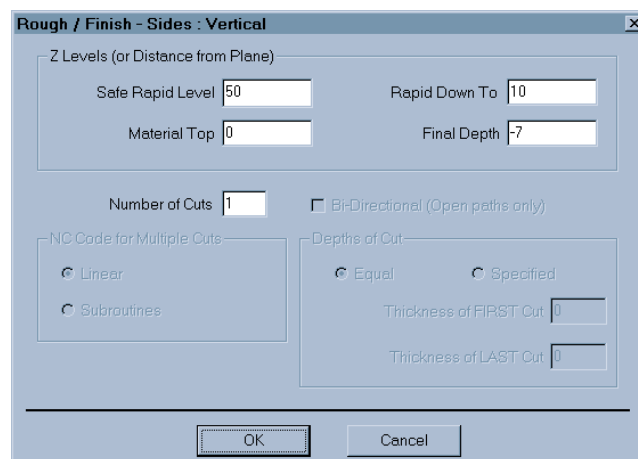 Rough / Finish - Sides : Vertical
Z Levels (or Distance from Plane)
Safe Rapid Level 50 Rapid Down To 10
Material Top 0 Final Depth -7
Number of Cuts 1 Bi-Directional (Open paths only)
NC Code for Multiple Cuts Depths of Cut
Linear Equal Specified
Subroutines Thickness of FIRST Cut 0
Thickness of LAST Cut 0
OK Cancel